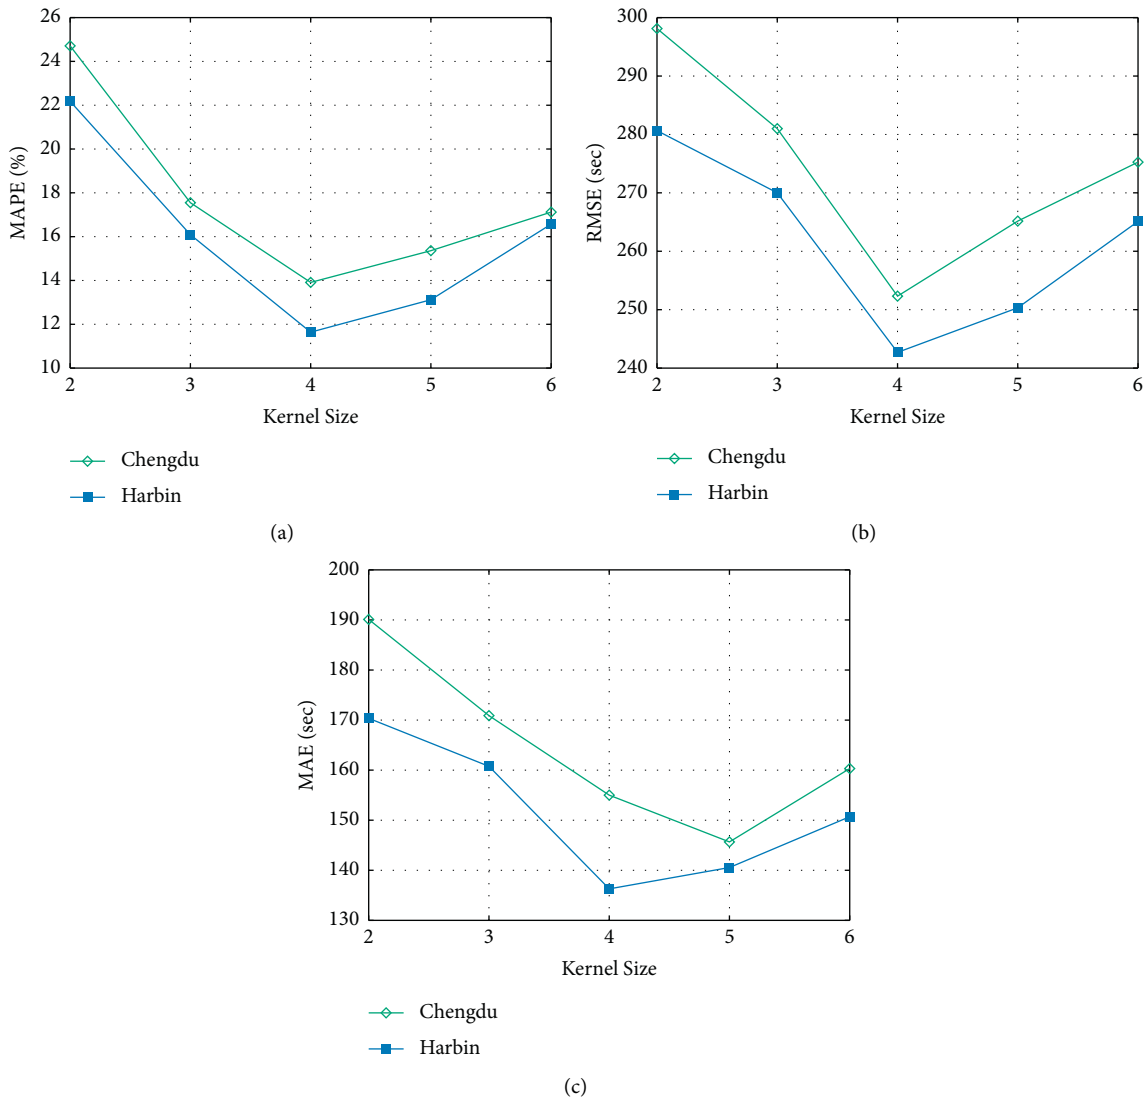 26
24
22
20
18
16
14
12
10
MAPE (%)
2 3 4 5 6
Kernel Size
Chengdu
Harbin
(a)
300
290
280
270
260
250
240
RMSE (sec)
2 3 4 5 6
Kernel Size
Chengdu
Harbin
(b)
200
190
180
170
160
150
140
130
MAE (sec)
2 3 4 5 6
Kernel Size
Chengdu
Harbin
(c)